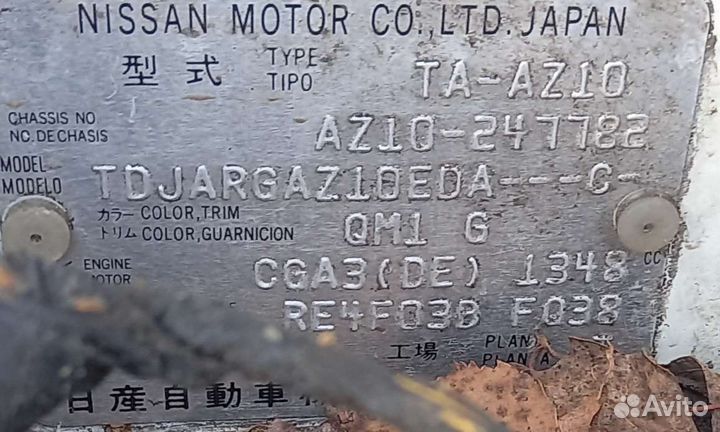 NISSAN MOTOR CO.,LTD. JAPAN
型式 TYPE TIPO TA-AZ10
CHASSIS NO NC. DE CHASIS AZ10-247782
MODEL MODELO TDJARGAZ10EDA---C-
カラー COLOR, TRIM
トリム COLOR, GUARNICION QM1 G
ENGINE MOTOR CGA3(DE) 1348 CC
RE4F03B F038
工場 PLAN PLAN A
日産自動車
Avito